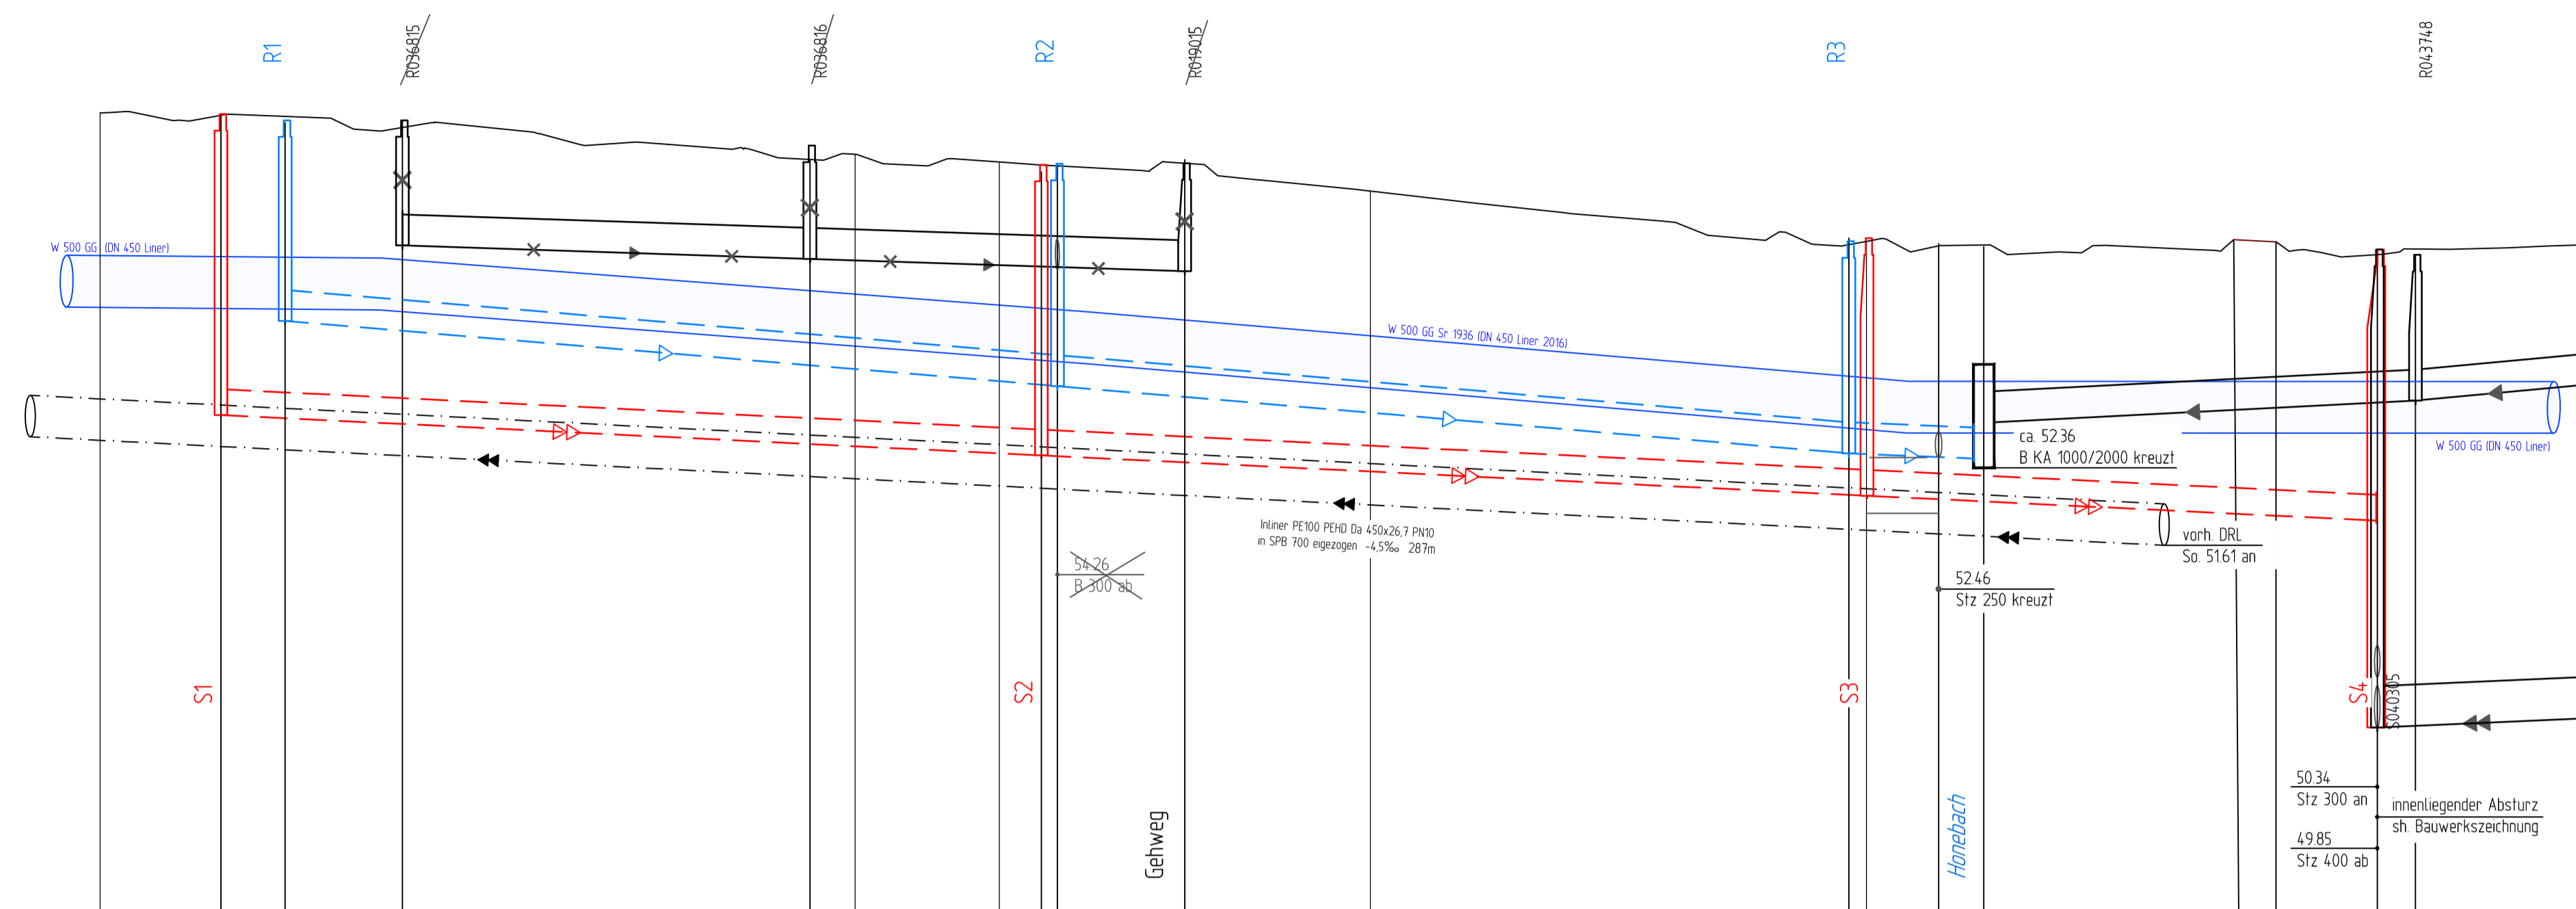 R1
R036815
R036816
R2
R019015
R3
R043748
W 500 GG (DN 450 Liner)
W 500 GG Sr 1936 (DN 450 Liner 2016)
ca. 52.36
B KA 1000/2000 kreuzt
W 500 GG (DN 450 Liner)
Inliner PE100 PEHD Da 450x26,7 PN10
in SPB 700 eigezogen -4,5‰ 287m
vorh. DRL
So. 51.61 an
54.26
B 300 ab
52.46
Stz 250 kreuzt
S1
S2
S3
S4
S040305
50.34
Stz 300 an
innenliegender Absturz
sh. Bauwerkszeichnung
49.85
Stz 400 ab
Gehweg
Honebach